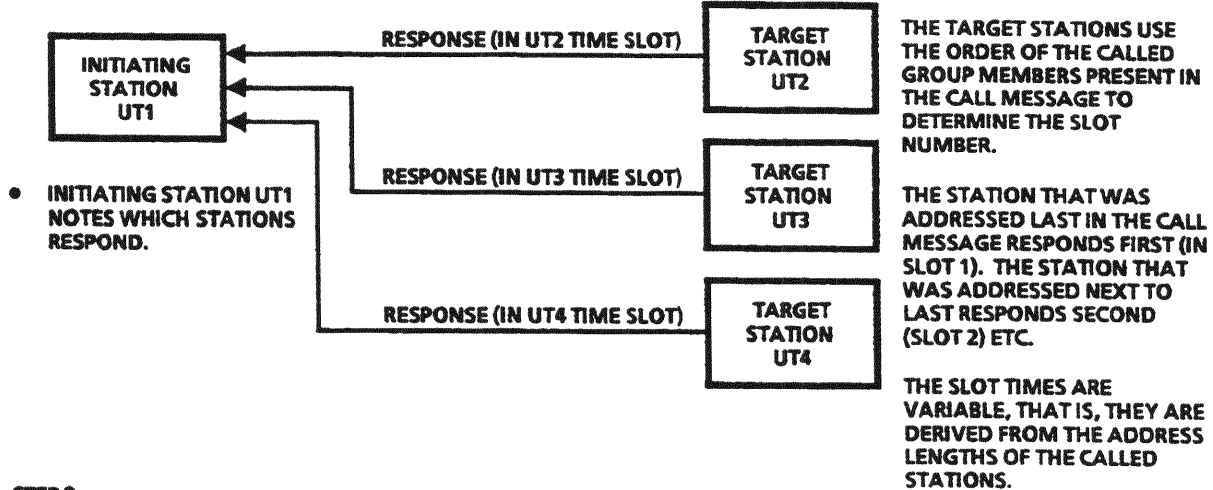 INITIATING
STATION
UT1
RESPONSE (IN UT2 TIME SLOT)
TARGET
STATION
UT2
RESPONSE (IN UT3 TIME SLOT)
TARGET
STATION
UT3
RESPONSE (IN UT4 TIME SLOT)
TARGET
STATION
UT4
● INITIATING STATION UT1
NOTES WHICH STATIONS
RESPOND.
THE TARGET STATIONS USE
THE ORDER OF THE CALLED
GROUP MEMBERS PRESENT IN
THE CALL MESSAGE TO
DETERMINE THE SLOT
NUMBER.
THE STATION THAT WAS
ADDRESSED LAST IN THE CALL
MESSAGE RESPONDS FIRST (IN
SLOT 1). THE STATION THAT
WAS ADDRESSED NEXT TO
LAST RESPONDS SECOND
(SLOT 2) ETC.
THE SLOT TIMES ARE
VARIABLE, THAT IS, THEY ARE
DERIVED FROM THE ADDRESS
LENGTHS OF THE CALLED
STATIONS.